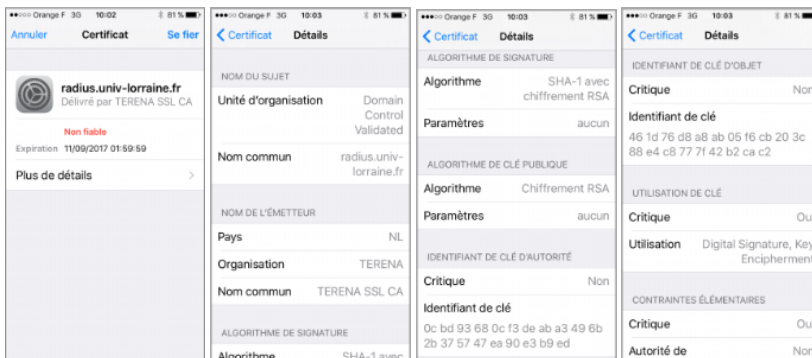 Orange F 3G 10:02 81 %
Annuler Certificat Se fier
radius.univ-lorraine.fr
Délivré par TERENA SSL CA
Non fiable
Expiration 11/09/2017 01:59:59
Plus de détails
Orange F 3G 10:03 81 %
Certificat Détails
NOM DU SUJET
Unité d'organisation Domain
Control
Validated
Nom commun radius.univ-
lorraine.fr
NOM DE L'ÉMETTEUR
Pays NL
Organisation TERENA
Nom commun TERENA SSL CA
ALGORITHME DE SIGNATURE
Algorithme SHA-1 avec
Orange F 3G 10:03 81 %
Certificat Détails
ALGORITHME DE SIGNATURE
Algorithme SHA-1 avec
chiffrement RSA
Paramètres aucun
ALGORITHME DE CLÉ PUBLIQUE
Algorithme Chiffrement RSA
Paramètres aucun
IDENTIFIANT DE CLÉ D'AUTORITÉ
Critique Non
Identifiant de clé
0c bd 93 68 0c f3 de ab a3 49 6b
2b 37 57 47 ea 90 e3 b9 ed
Orange F 3G 10:03 81 %
Certificat Détails
IDENTIFIANT DE CLÉ D'OBJET
Critique Non
Identifiant de clé
46 1d 76 d8 a8 ab 05 f6 cb 20 3c
88 e4 c8 77 7f 42 b2 ca c2
UTILISATION DE CLÉ
Critique Ou
Utilisation Digital Signature, Key
Encipherment
CONTRAINTES ÉLÉMENTAIRES
Critique Ou
Autorité de Non